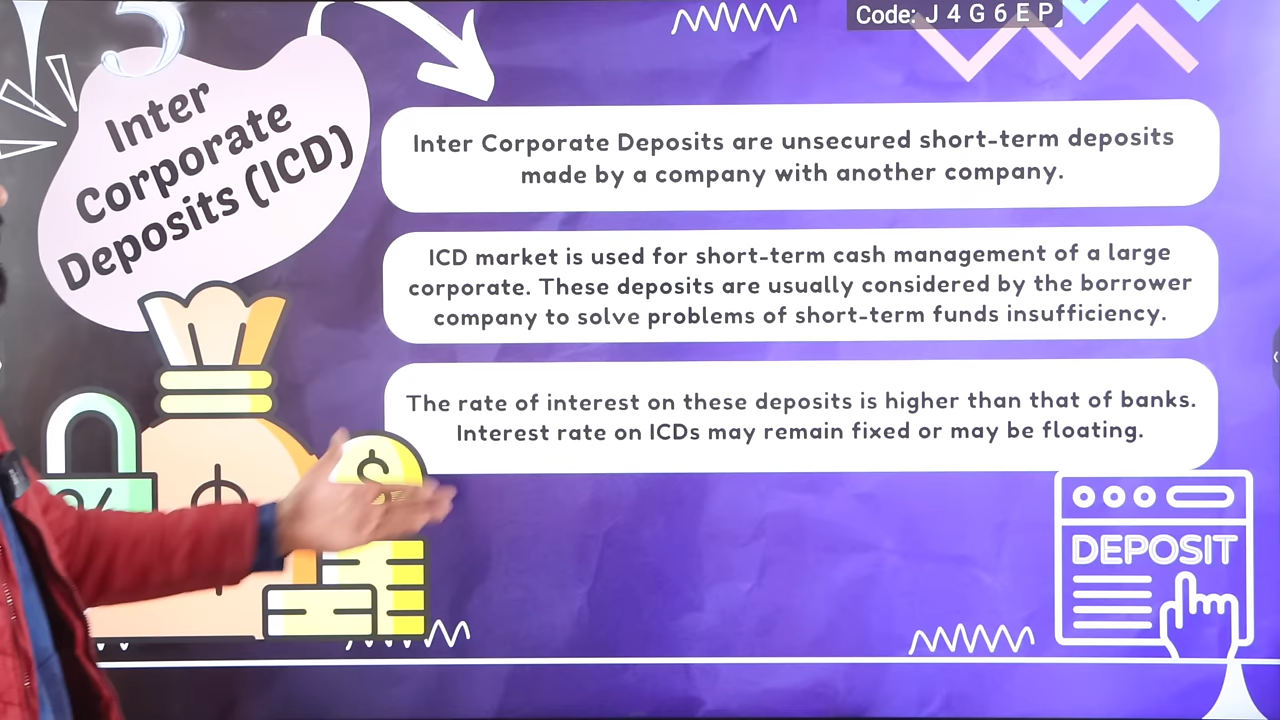 Code: J 4 G 6 E P
5
Inter
Corporate
Deposits (ICD)
Inter Corporate Deposits are unsecured short-term deposits
made by a company with another company.
ICD market is used for short-term cash management of a large
corporate. These deposits are usually considered by the borrower
company to solve problems of short-term funds insufficiency.
The rate of interest on these deposits is higher than that of banks.
Interest rate on ICDs may remain fixed or may be floating.
%
$
DEPOSIT